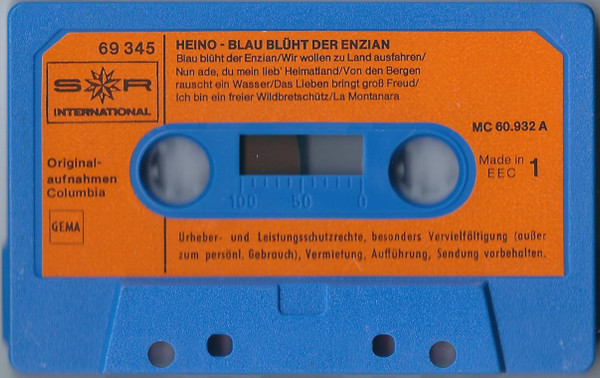 69 345
S R
INTERNATIONAL
Original-
aufnahmen
Columbia
GEMA
HEINO - BLAU BLÜHT DER ENZIAN
Blau blüht der Enzian/Wir wollen zu Land ausfahren/
Nun ade, du mein lieb' Heimatland/Von den Bergen
rauscht ein Wasser/Das Lieben bringt groß Freud/
Ich bin ein freier Wildbretschütz/La Montanara
MC 60.932 A
Made in
EEC 1
100 50 0
Urheber- und Leistungsschutzrechte, besonders Vervielfältigung (außer
zum persönl. Gebrauch), Vermietung, Aufführung, Sendung vorbehalten.